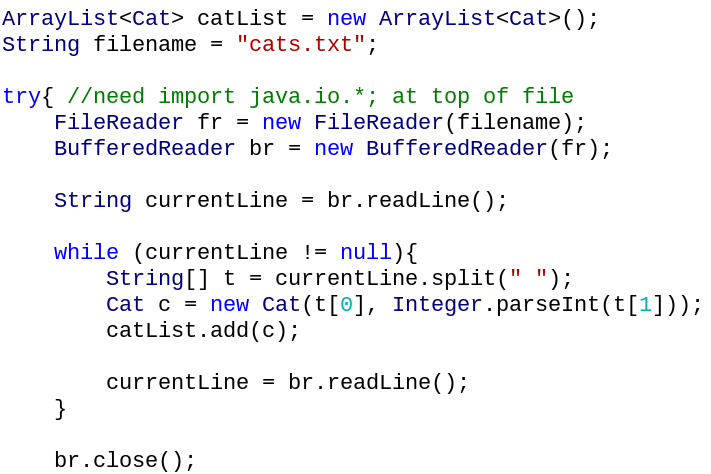 ArrayList<Cat> catList = new ArrayList<Cat>();
String filename = "cats.txt";

try{ //need import java.io.*; at top of file
    FileReader fr = new FileReader(filename);
    BufferedReader br = new BufferedReader(fr);

    String currentLine = br.readLine();

    while (currentLine != null){
        String[] t = currentLine.split(" ");
        Cat c = new Cat(t[0], Integer.parseInt(t[1]));
        catList.add(c);

        currentLine = br.readLine();
    }

    br.close();